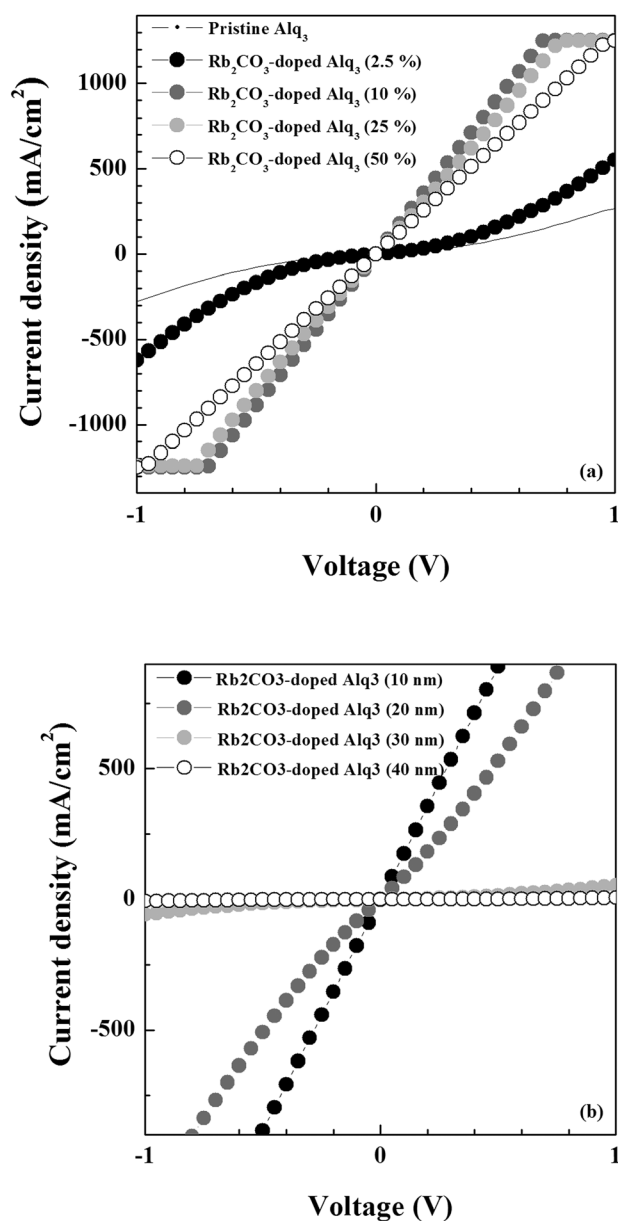 Pristine Alq₃
Rb₂CO₃-doped Alq₃ (2.5 %)
Rb₂CO₃-doped Alq₃ (10 %)
Rb₂CO₃-doped Alq₃ (25 %)
Rb₂CO₃-doped Alq₃ (50 %)
1000
500
0
-500
-1000
Current density (mA/cm²)
(a)
-1 0 1
Voltage (V)
Rb2CO3-doped Alq3 (10 nm)
Rb2CO3-doped Alq3 (20 nm)
Rb2CO3-doped Alq3 (30 nm)
Rb2CO3-doped Alq3 (40 nm)
500
0
-500
Current density (mA/cm²)
(b)
-1 0 1
Voltage (V)